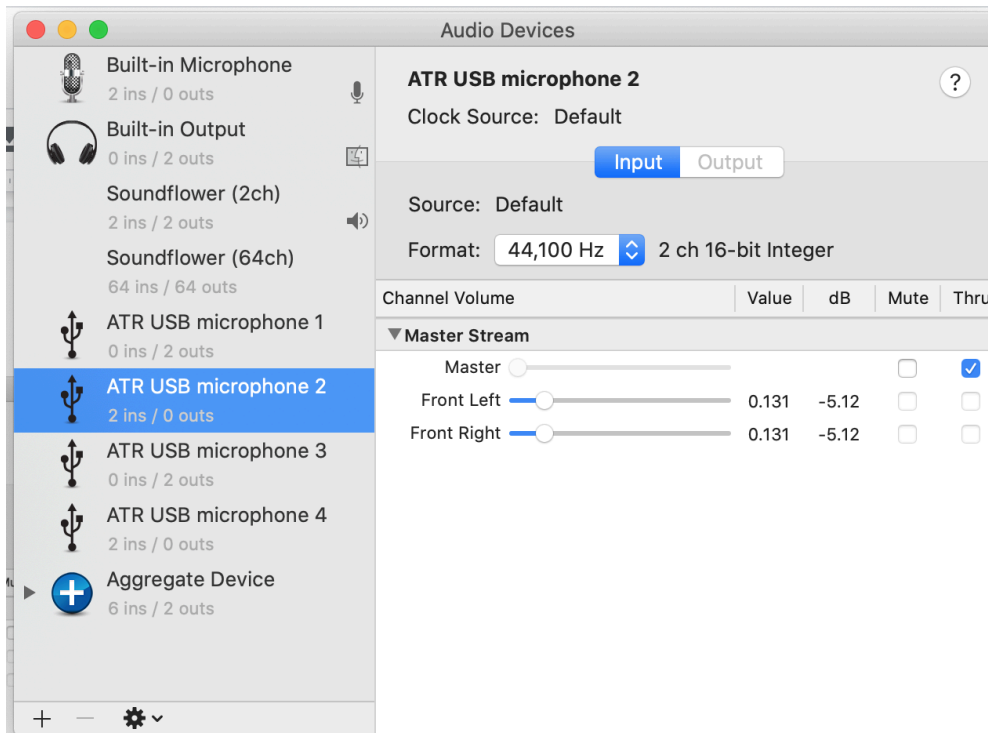 Audio Devices
Built-in Microphone
2 ins / 0 outs
Built-in Output
0 ins / 2 outs
Soundflower (2ch)
2 ins / 2 outs
Soundflower (64ch)
64 ins / 64 outs
ATR USB microphone 1
0 ins / 2 outs
ATR USB microphone 2
2 ins / 0 outs
ATR USB microphone 3
0 ins / 2 outs
ATR USB microphone 4
2 ins / 0 outs
Aggregate Device
6 ins / 2 outs
ATR USB microphone 2
?
Clock Source: Default
Input Output
Source: Default
Format: 44,100 Hz 2 ch 16-bit Integer
Channel Volume Value dB Mute Thru
Master Stream
Master
Front Left 0.131 -5.12
Front Right 0.131 -5.12